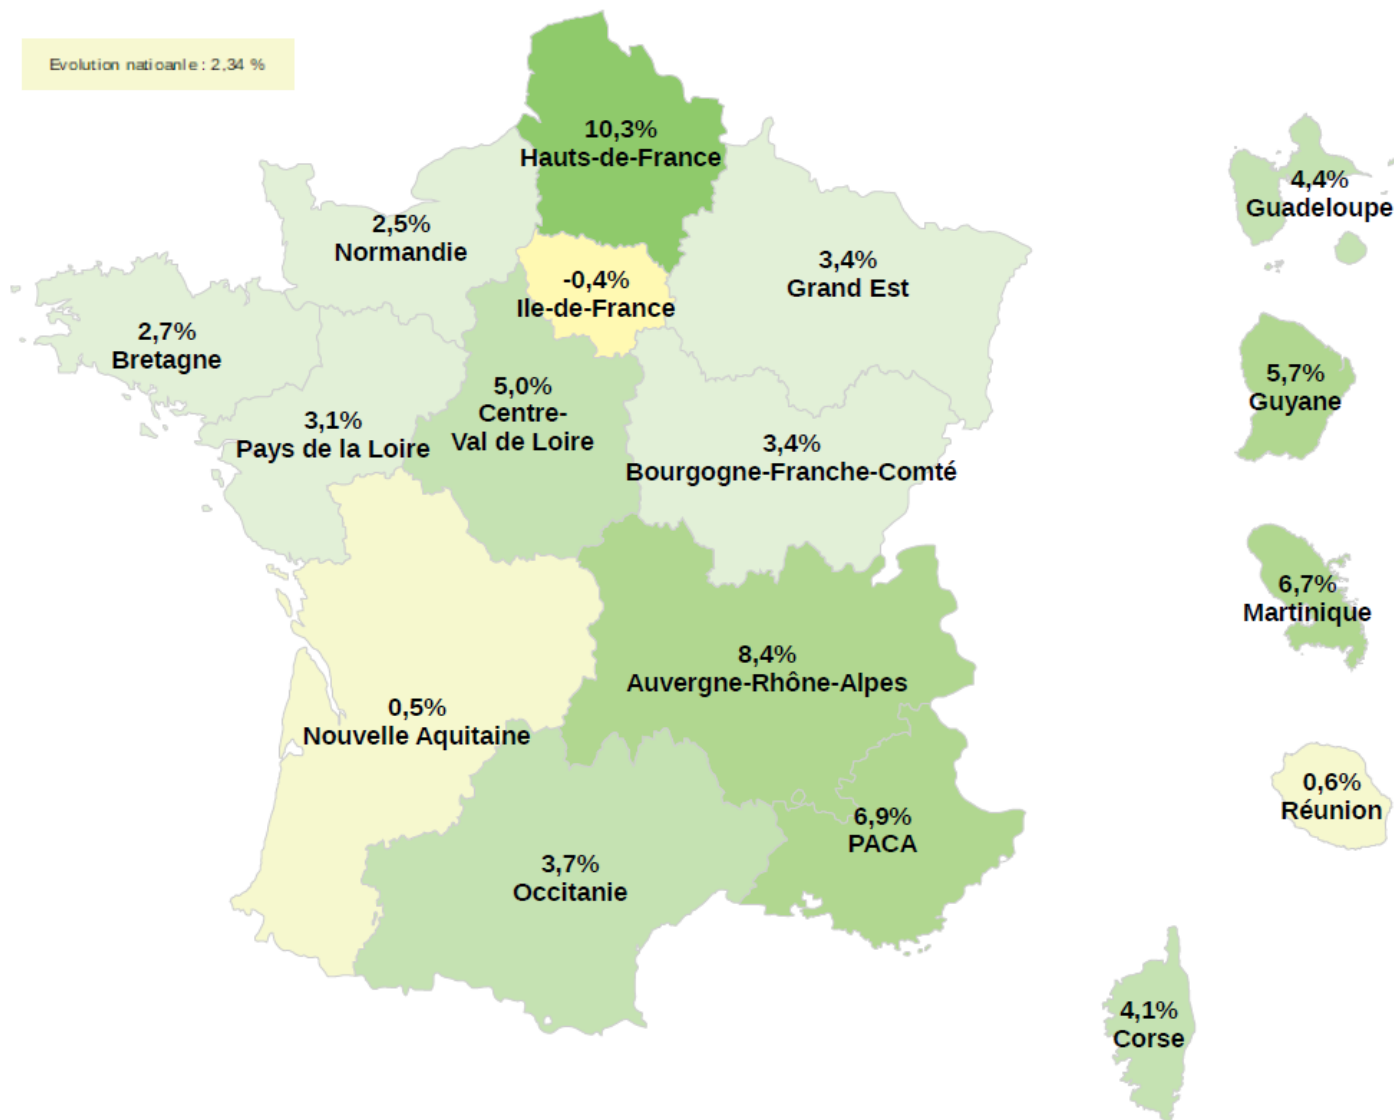 Evolution natioanle : 2,34 %
10,3%
Hauts-de-France
2,5%
Normandie
-0,4%
Ile-de-France
3,4%
Grand Est
2,7%
Bretagne
3,1%
Pays de la Loire
5,0%
Centre-
Val de Loire
3,4%
Bourgogne-Franche-Comté
0,5%
Nouvelle Aquitaine
8,4%
Auvergne-Rhône-Alpes
3,7%
Occitanie
6,9%
PACA
4,4%
Guadeloupe
5,7%
Guyane
6,7%
Martinique
0,6%
Réunion
4,1%
Corse